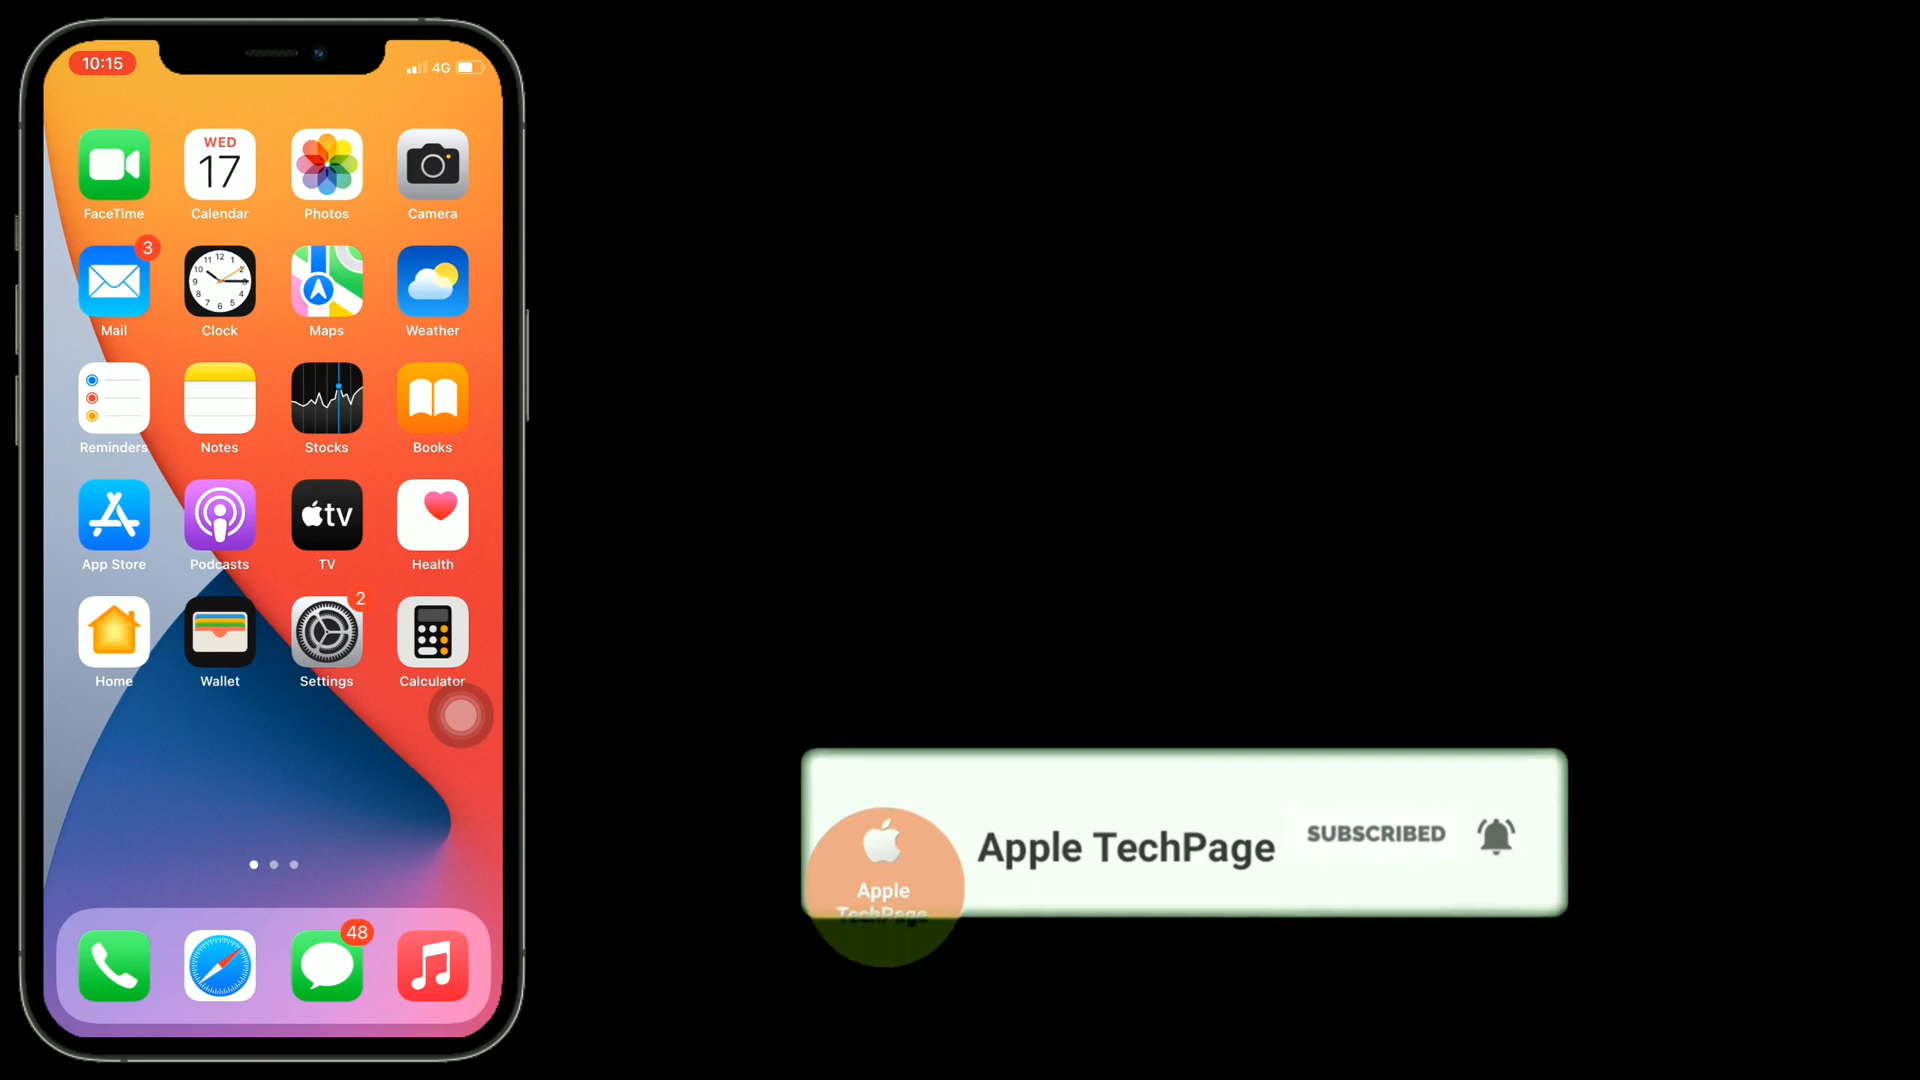 10:15
4G
WED
17
FaceTime
Calendar
Photos
Camera
3
Mail
Clock
Maps
Weather
Reminders
Notes
Stocks
Books
tv
App Store
Podcasts
TV
Health
2
Home
Wallet
Settings
Calculator
48
Apple TechPage
SUBSCRIBED
Apple
TechPage